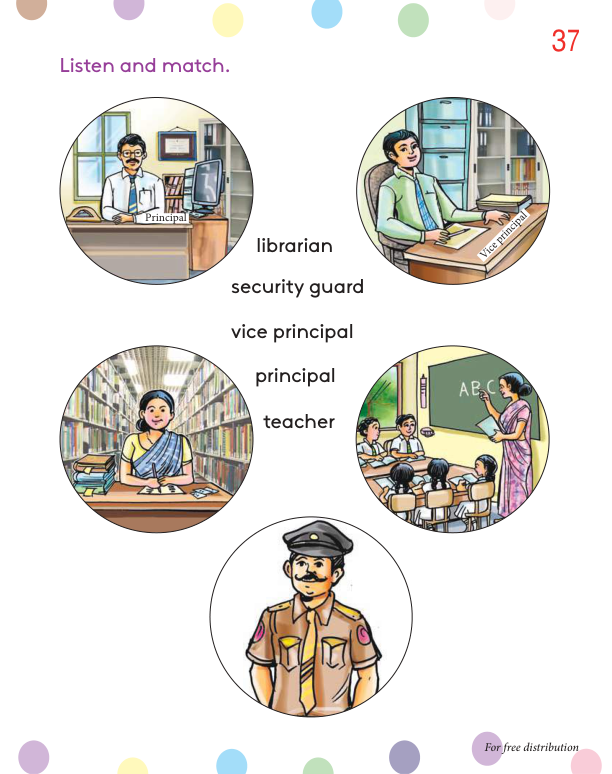 37
Listen and match.
Principal
Vice principal
librarian
security guard
vice principal
principal
teacher
ABC
For free distribution